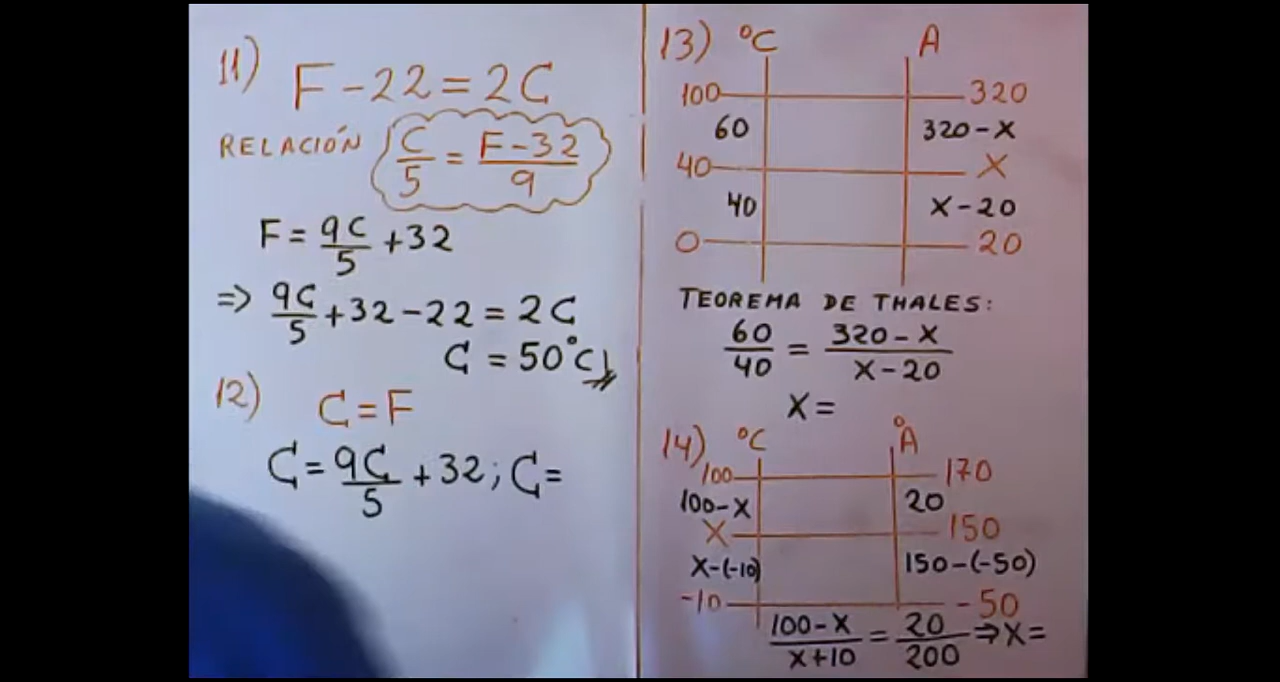 11)
F - 22 = 2C
RELACIÓN C/5 = F-32/9
F = 9C/5 + 32
=> 9C/5 + 32 - 22 = 2C
C = 50°C
12)
C = F
C = 9C/5 + 32 ; C =
13) °C A
100 320
60 320 - X
40 X
40 X - 20
0 20
TEOREMA DE THALES:
60/40 = 320 - X/X - 20
X =
14) °C °A
100 170
100 - X 20
X 150
X-(-10) 150-(-50)
-10 -50
100 - X/X+10 = 20/200 => X =